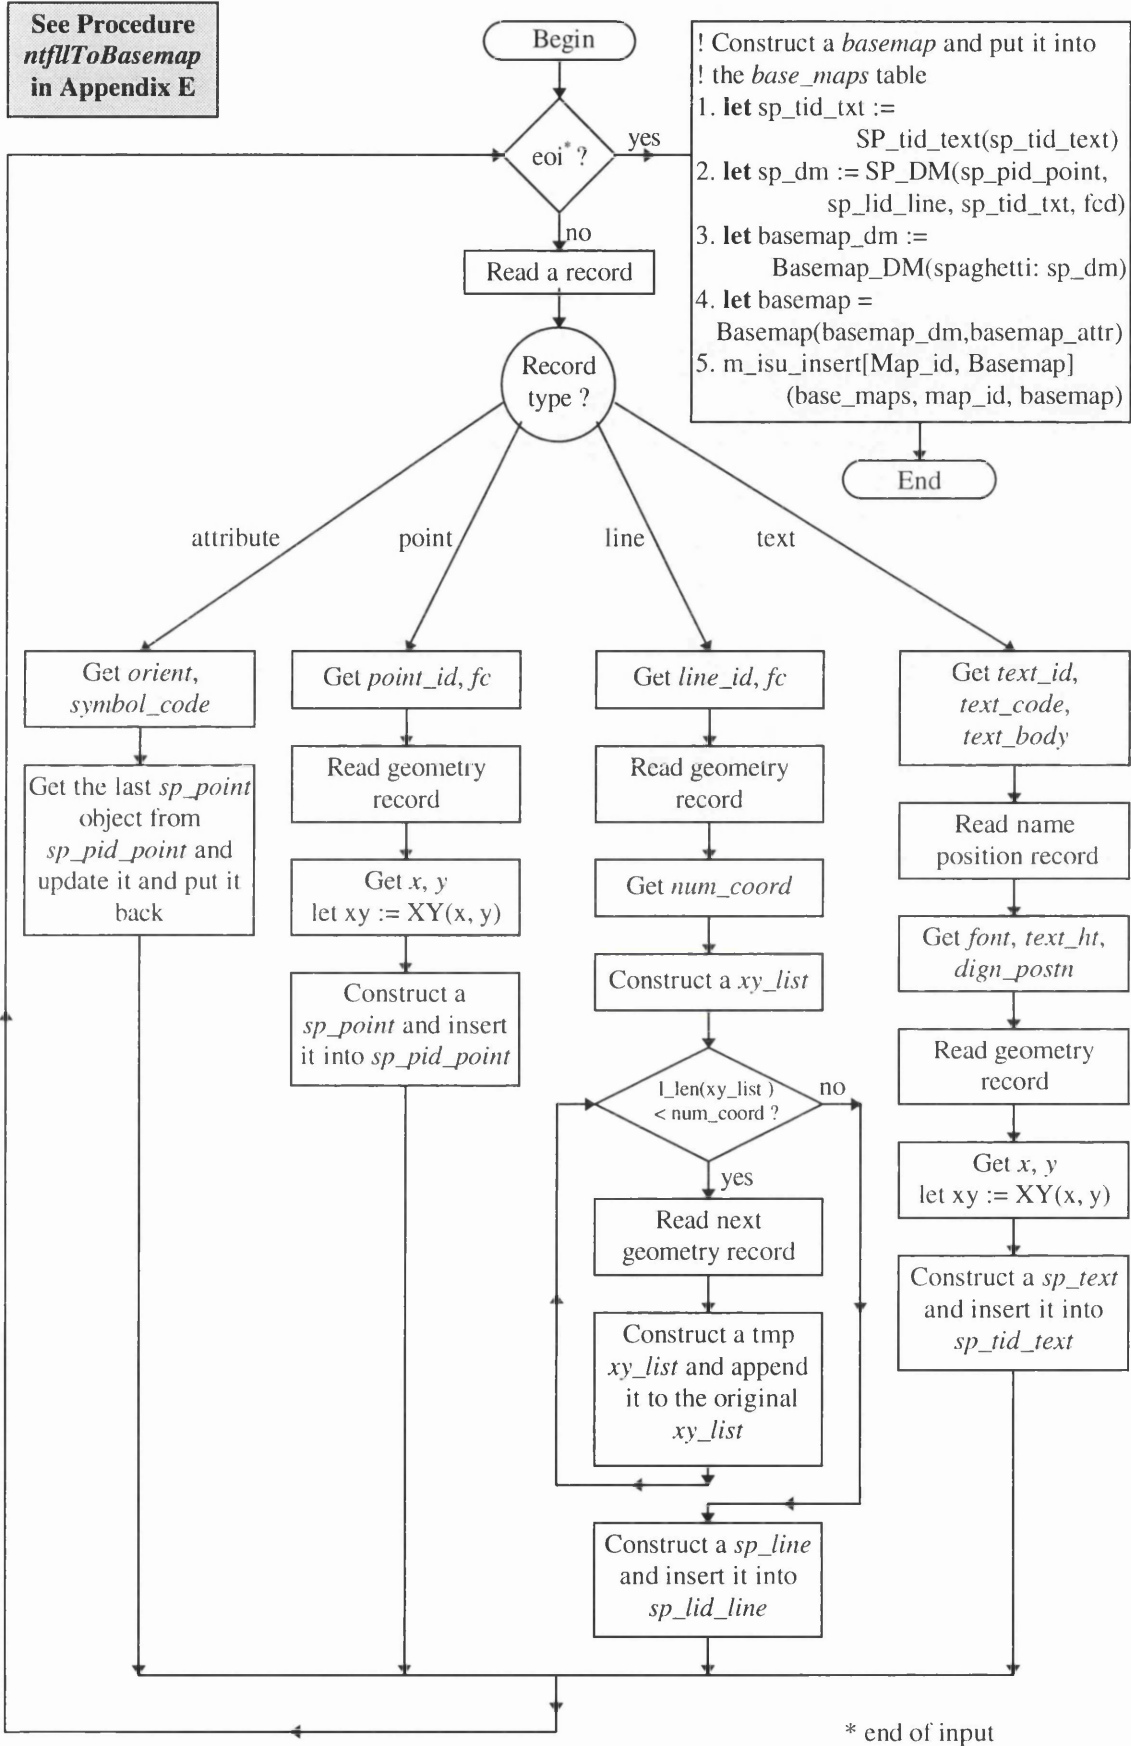 See Procedure
ntfllToBasemap
in Appendix E
Begin
eoi* ?
yes
no
Read a record
Record
type ?
! Construct a basemap and put it into
! the base_maps table
1. let sp_tid_txt :=
SP_tid_text(sp_tid_text)
2. let sp_dm := SP_DM(sp_pid_point,
sp_lid_line, sp_tid_txt, fcd)
3. let basemap_dm :=
Basemap_DM(spaghetti: sp_dm)
4. let basemap =
Basemap(basemap_dm,basemap_attr)
5. m_isu_insert[Map_id, Basemap]
(base_maps, map_id, basemap)
End
attribute
point
line
text
Get orient,
symbol_code
Get the last sp_point
object from
sp_pid_point and
update it and put it
back
Get point_id, fc
Read geometry
record
Get x, y
let xy := XY(x, y)
Construct a
sp_point and insert
it into sp_pid_point
Get line_id, fc
Read geometry
record
Get num_coord
Construct a xy_list
l_len(xy_list )
< num_coord ?
no
yes
Read next
geometry record
Construct a tmp
xy_list and append
it to the original
xy_list
Construct a sp_line
and insert it into
sp_lid_line
Get text_id,
text_code,
text_body
Read name
position record
Get font, text_ht,
dign_postn
Read geometry
record
Get x, y
let xy := XY(x, y)
Construct a sp_text
and insert it into
sp_tid_text
* end of input